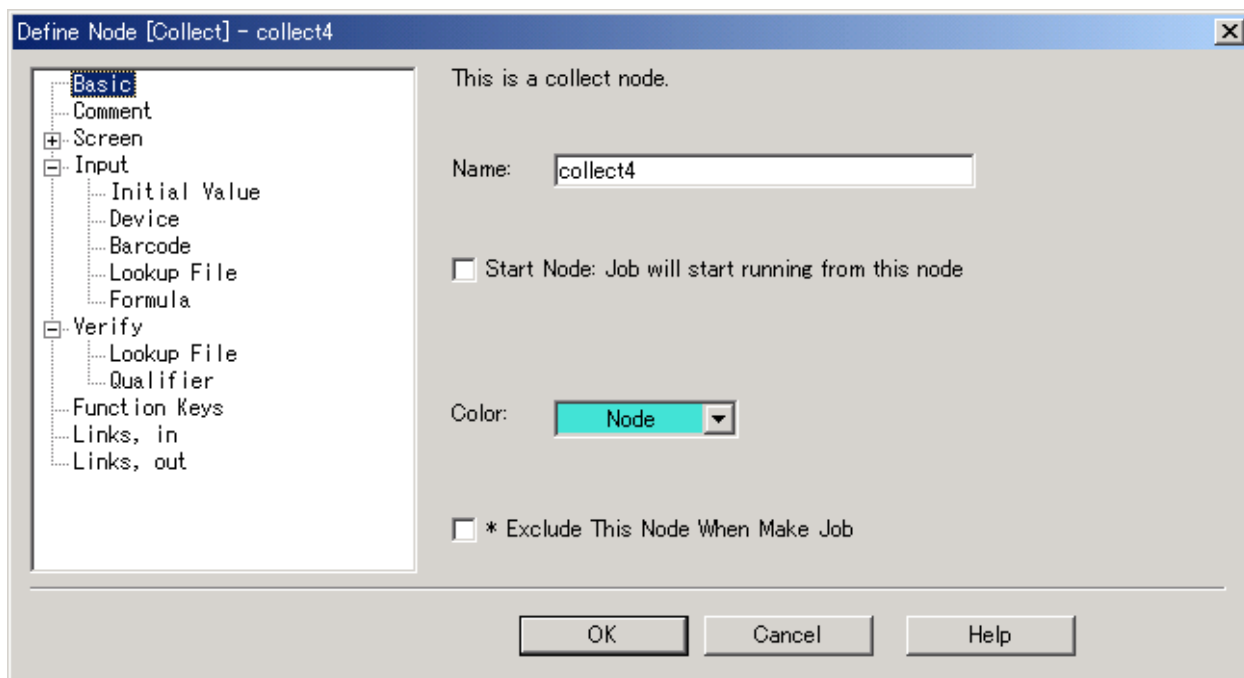 Define Node [Collect] - collect4
Basic
Comment
Screen
Input
Initial Value
Device
Barcode
Lookup File
Formula
Verify
Lookup File
Qualifier
Function Keys
Links, in
Links, out
This is a collect node.
Name: collect4
Start Node: Job will start running from this node
Color: Node
* Exclude This Node When Make Job
OK Cancel Help